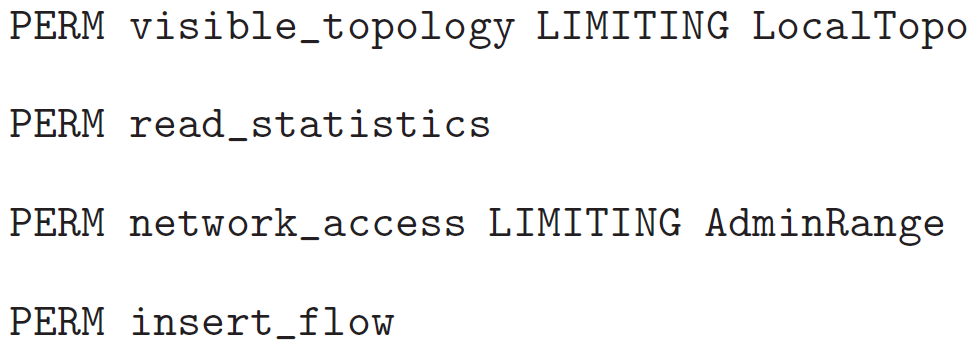 PERM visible_topology LIMITING LocalTopo
PERM read_statistics
PERM network_access LIMITING AdminRange
PERM insert_flow